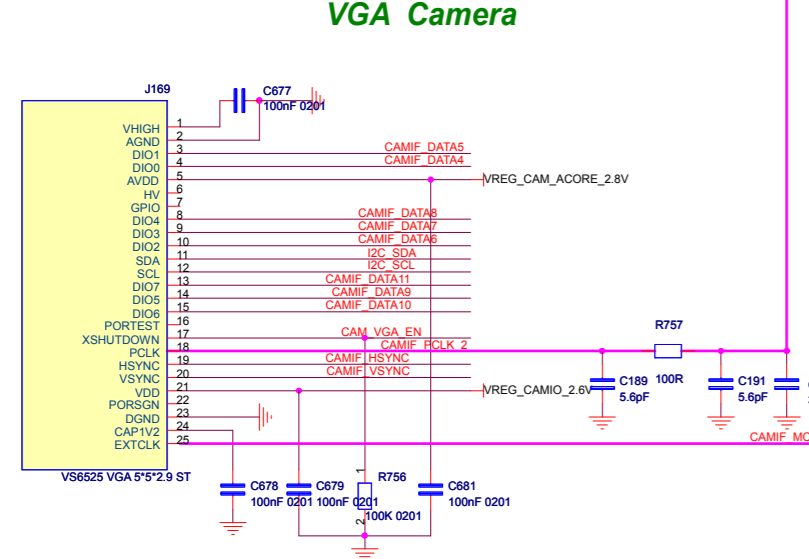 VGA Camera
J169
C677
100nF 0201
VHIGH 1
AGND 2
DIO1 3 CAMIF_DATA5
DIO0 4 CAMIF_DATA4
AVDD 5 VREG_CAM_ACORE_2.8V
HV 6
GPIO 7
DIO4 8 CAMIF_DATA8
DIO3 9 CAMIF_DATA7
DIO2 10 CAMIF_DATA6
SDA 11 I2C_SDA
SCL 12 I2C_SCL
DIO7 13 CAMIF_DATA11
DIO5 14 CAMIF_DATA9
DIO6 15 CAMIF_DATA10
PORTEST 16
XSHUTDOWN 17 CAM_VGA_EN
PCLK 18 CAMIF_PCLK_2
HSYNC 19 CAMIF_HSYNC
VSYNC 20 CAMIF_VSYNC
VDD 21 VREG_CAMIO_2.6V
PORSGN 22
DGND 23
CAP1V2 24
EXTCLK 25
R757
100R
C189
5.6pF
C191
5.6pF
VS6525 VGA 5*5*2.9 ST
C678
100nF 0201
C679
100nF 0201
1
R756
2
100K 0201
C681
100nF 0201